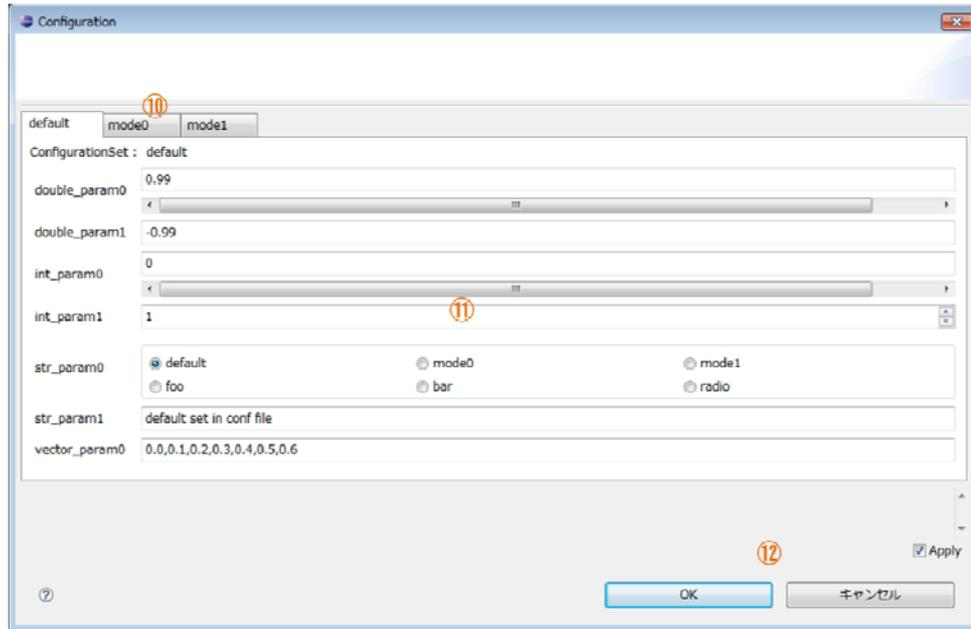 Configuration
⑩
default mode0 mode1
ConfigurationSet : default
double_param0 0.99
double_param1 -0.99
int_param0 0
⑪
int_param1 1
str_param0 default mode0 mode1
foo bar radio
str_param1 default set in conf file
vector_param0 0.0,0.1,0.2,0.3,0.4,0.5,0.6
⑫
Apply
? OK キャンセル